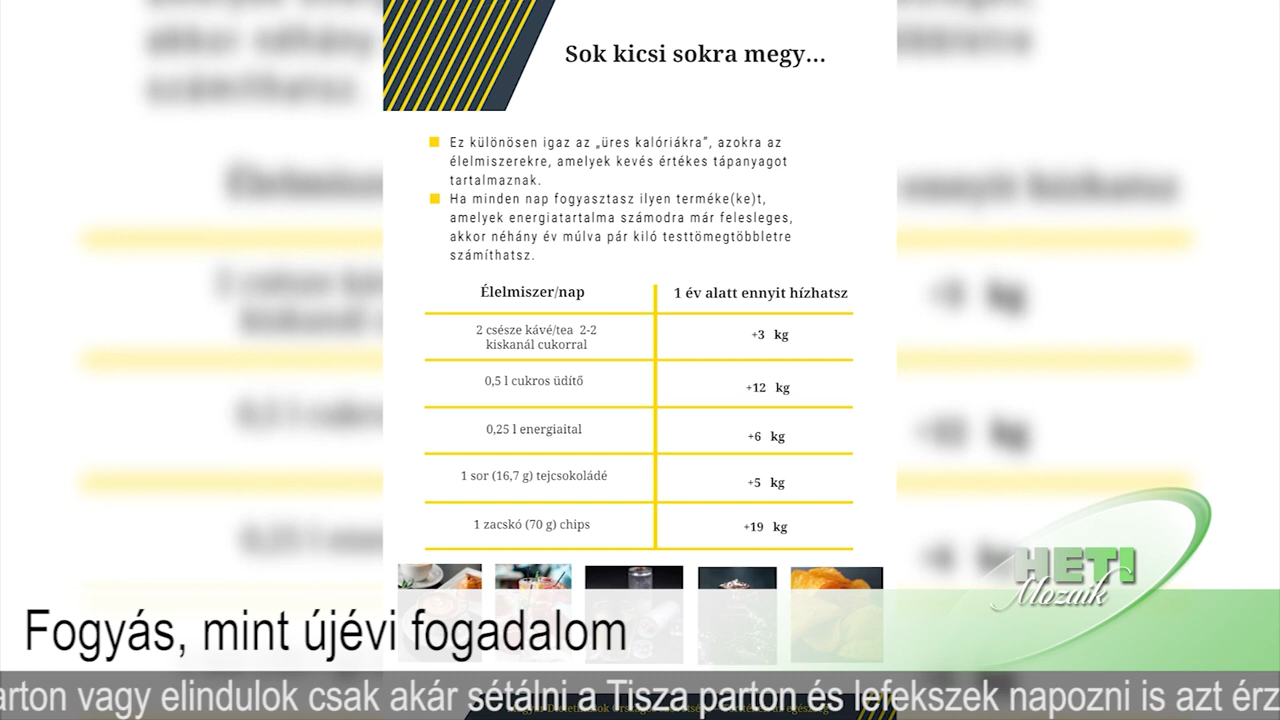 Sok kicsi sokra megy...
Ez különösen igaz az „üres kalóriákra”, azokra az
élelmiszerekre, amelyek kevés értékes tápanyagot
tartalmaznak.
Ha minden nap fogyasztasz ilyen terméke(ke)t,
amelyek energiatartalma számodra már felesleges,
akkor néhány év múlva pár kiló testtömegtöbbletre
számíthatsz.
Élelmiszer/nap 1 év alatt ennyit hízhatsz
2 csésze kávé/tea 2-2
kiskanál cukorral
+3 kg
0,5 l cukros üdítő
+12 kg
0,25 l energiaital
+6 kg
1 sor (16,7 g) tejcsokoládé
+5 kg
1 zacskó (70 g) chips
+19 kg
HETI
Mozaik
Fogyás, mint újévi fogadalom
arton vagy elindulok csak akár sétálni a Tisza parton és lefekszek napozni is azt érz